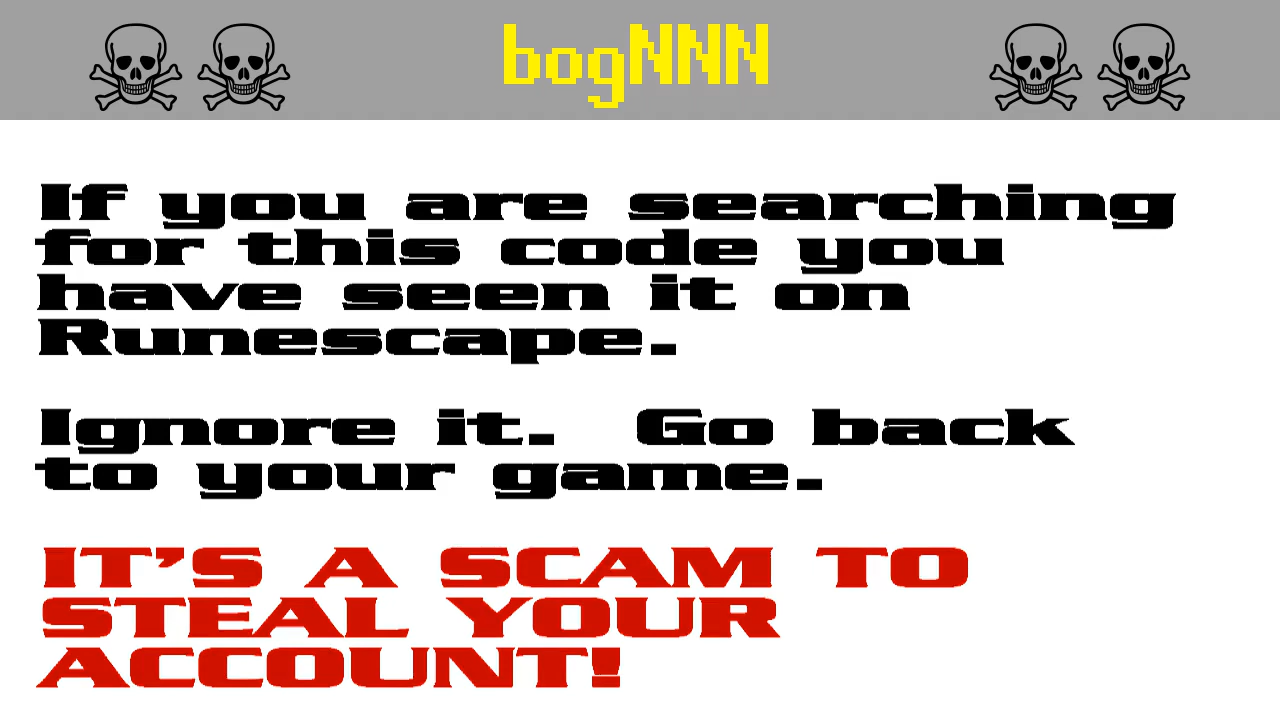 bogNNN
If you are searching
for this code you
have seen it on
Runescape.
Ignore it.  Go back
to your game.
IT'S A SCAM TO
STEAL YOUR
ACCOUNT!